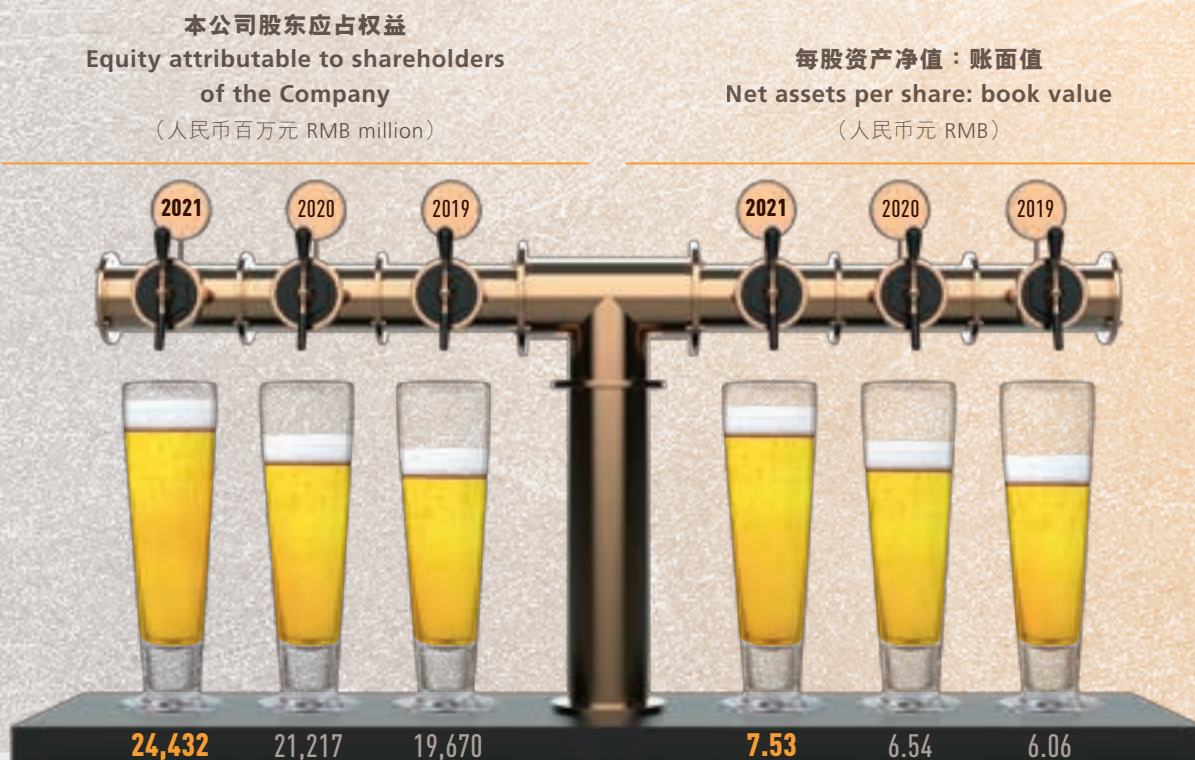 本公司股东应占权益
Equity attributable to shareholders
of the Company
（人民币百万元 RMB million）
2021
2020
2019
24,432
21,217
19,670
每股资产净值：账面值
Net assets per share: book value
（人民币元 RMB）
2021
2020
2019
7.53
6.54
6.06